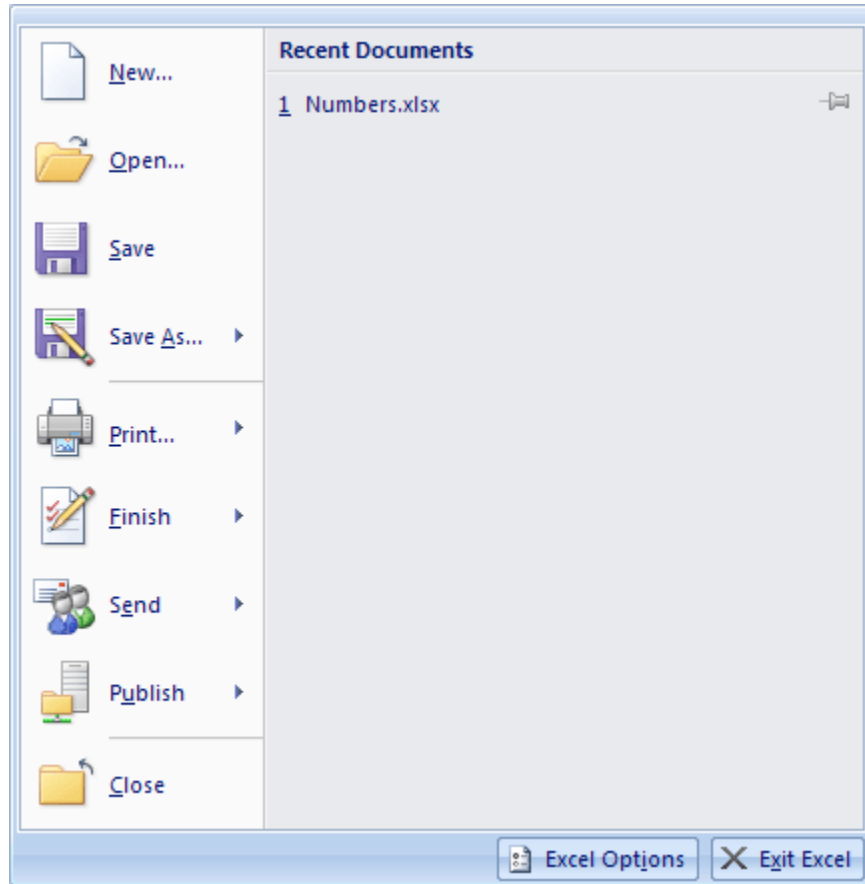 New...
Open...
Save
Save As...
Print...
Finish
Send
Publish
Close
Recent Documents
1 Numbers.xlsx
Excel Options
Exit Excel